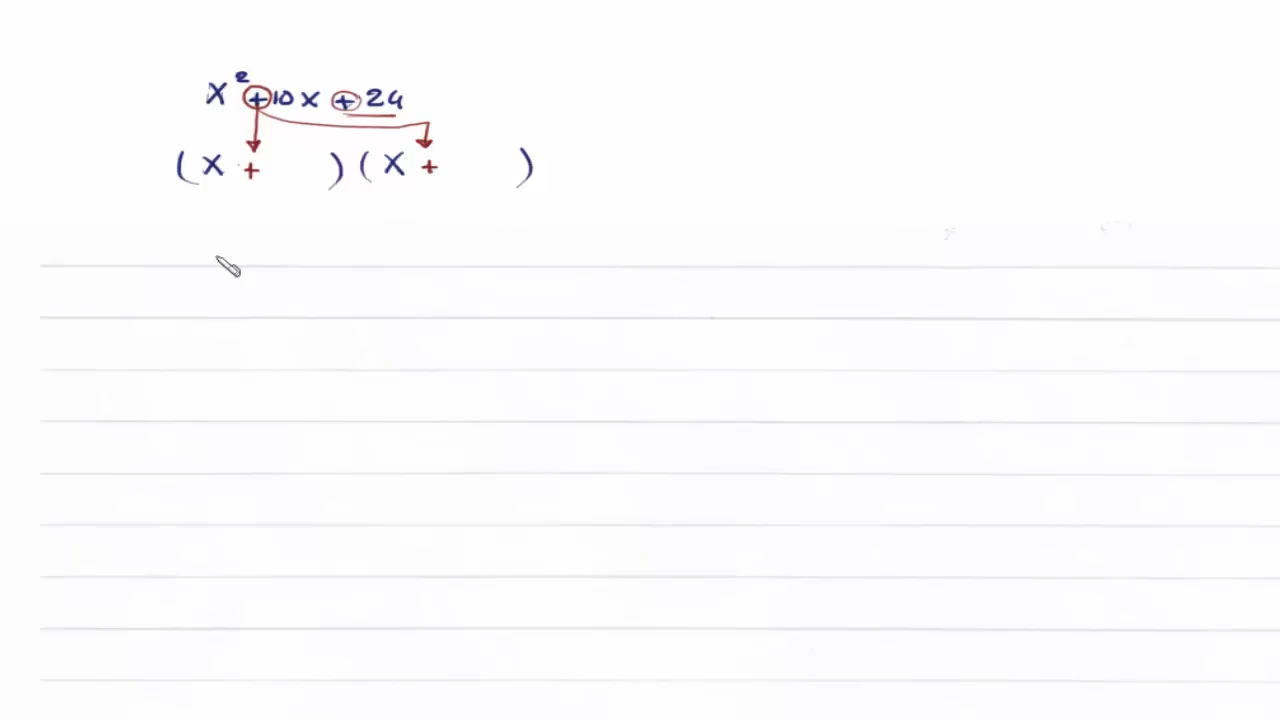 x² + 10x + 24
(x +    )(x +    )